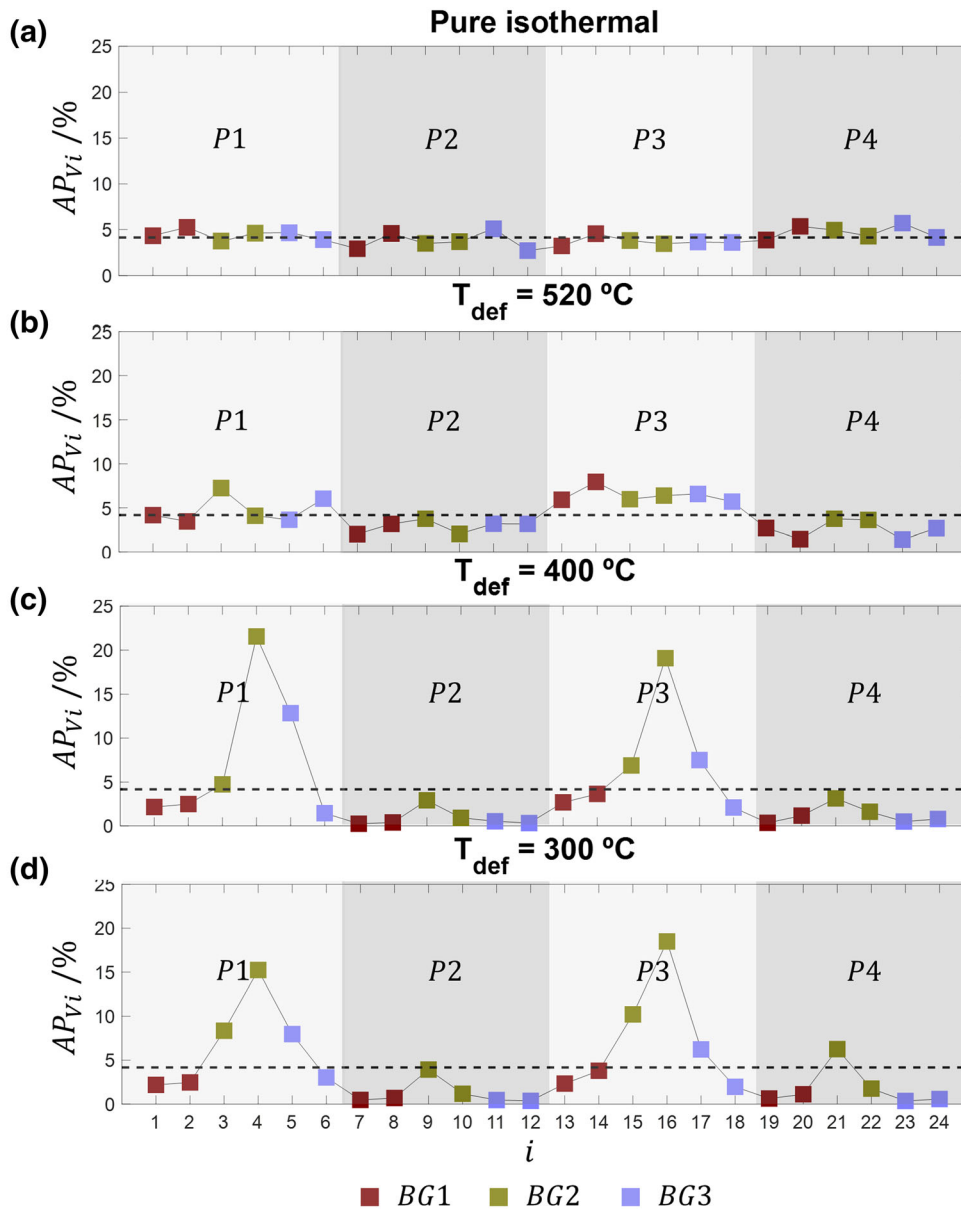 Pure isothermal
(a)
25
20
15
10
5
0
AP_Vi /%
P1 P2 P3 P4
T_def = 520 ºC
(b)
25
20
15
10
5
0
AP_Vi /%
P1 P2 P3 P4
T_def = 400 ºC
(c)
25
20
15
10
5
0
AP_Vi /%
P1 P2 P3 P4
T_def = 300 ºC
(d)
25
20
15
10
5
0
AP_Vi /%
P1 P2 P3 P4
1 2 3 4 5 6 7 8 9 10 11 12 13 14 15 16 17 18 19 20 21 22 23 24
i
BG1 BG2 BG3